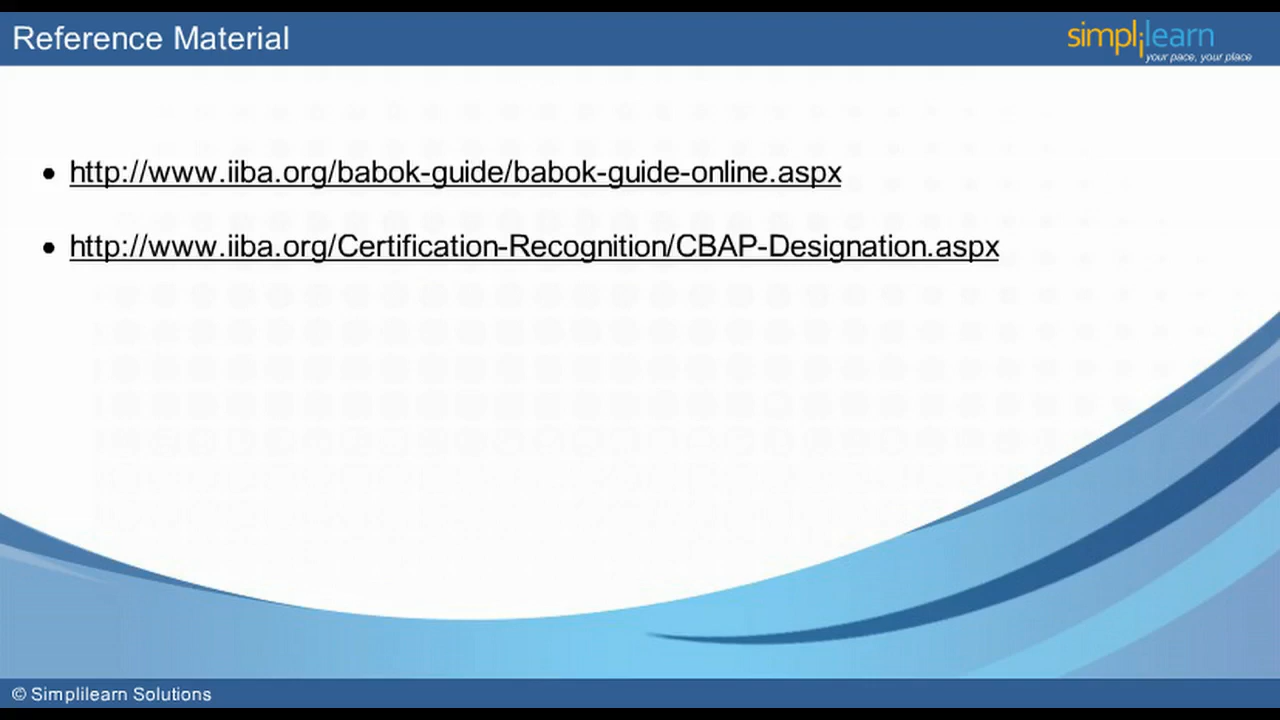 Reference Material
simplilearn
your pace, your place
• http://www.iiba.org/babok-guide/babok-guide-online.aspx
• http://www.iiba.org/Certification-Recognition/CBAP-Designation.aspx
© Simplilearn Solutions